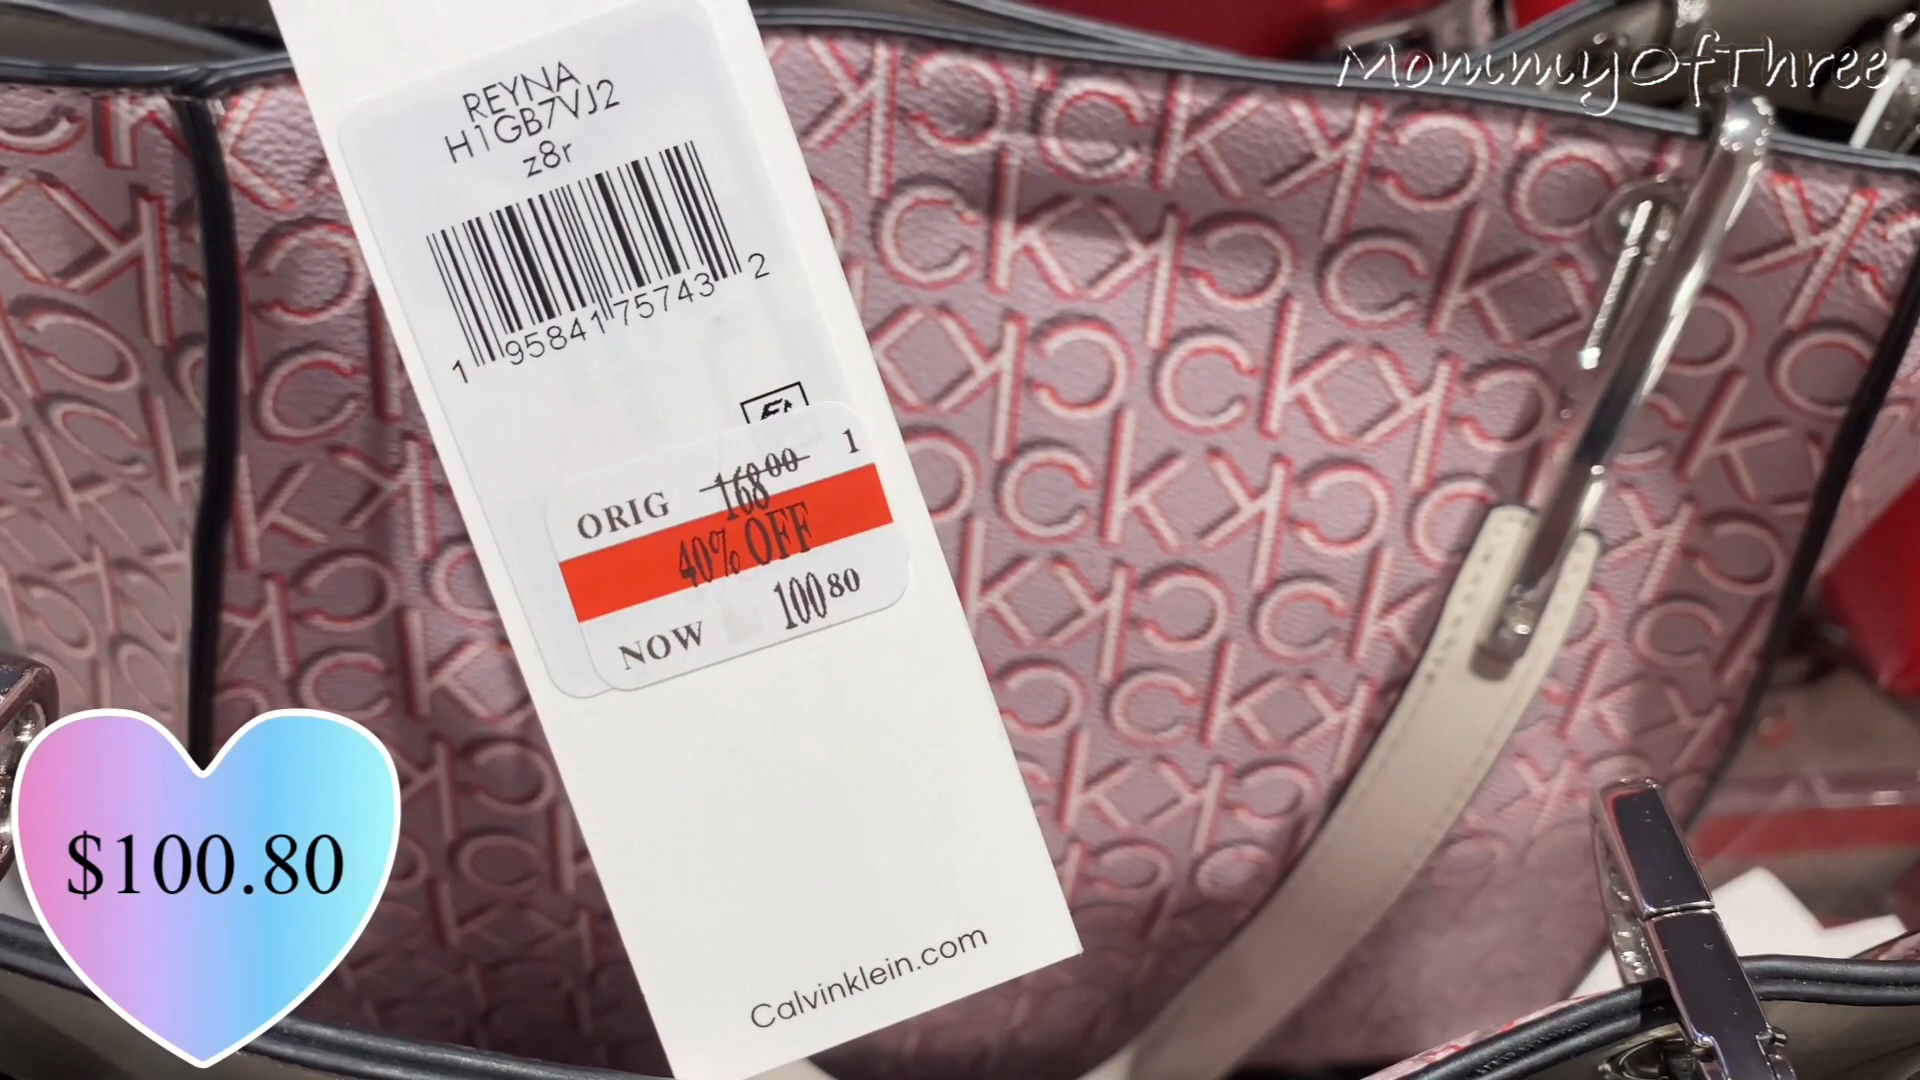 MommyOfThree
REYNA
H1GB7VJ2
z8r
1 95841 75743 2
1
ORIG 168.00
40% OFF
NOW 100.80
$100.80
Calvinklein.com